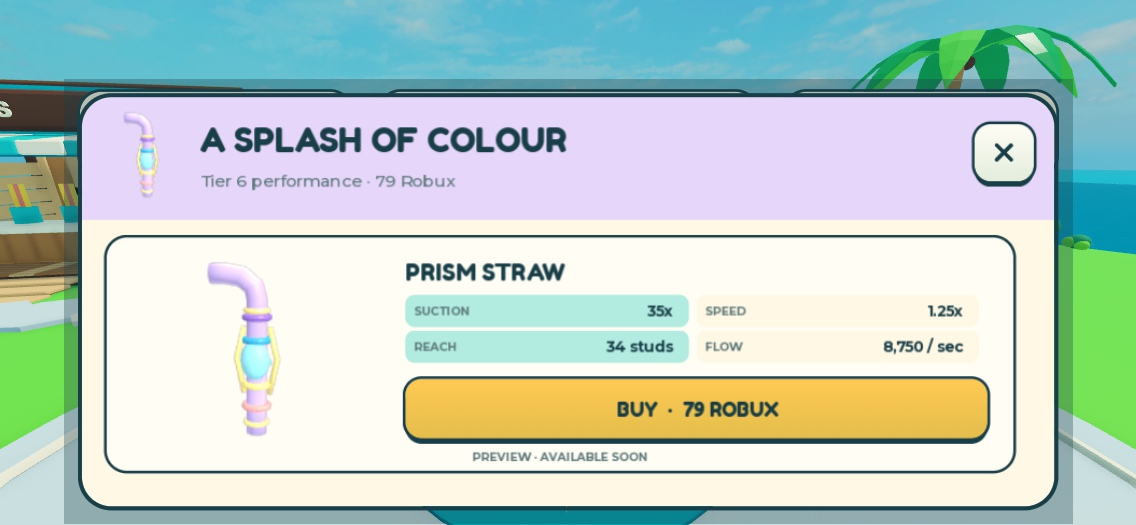 S
A SPLASH OF COLOUR
Tier 6 performance · 79 Robux
PRISM STRAW
SUCTION 35x SPEED 1.25x
REACH 34 studs FLOW 8,750 / sec
BUY · 79 ROBUX
PREVIEW · AVAILABLE SOON